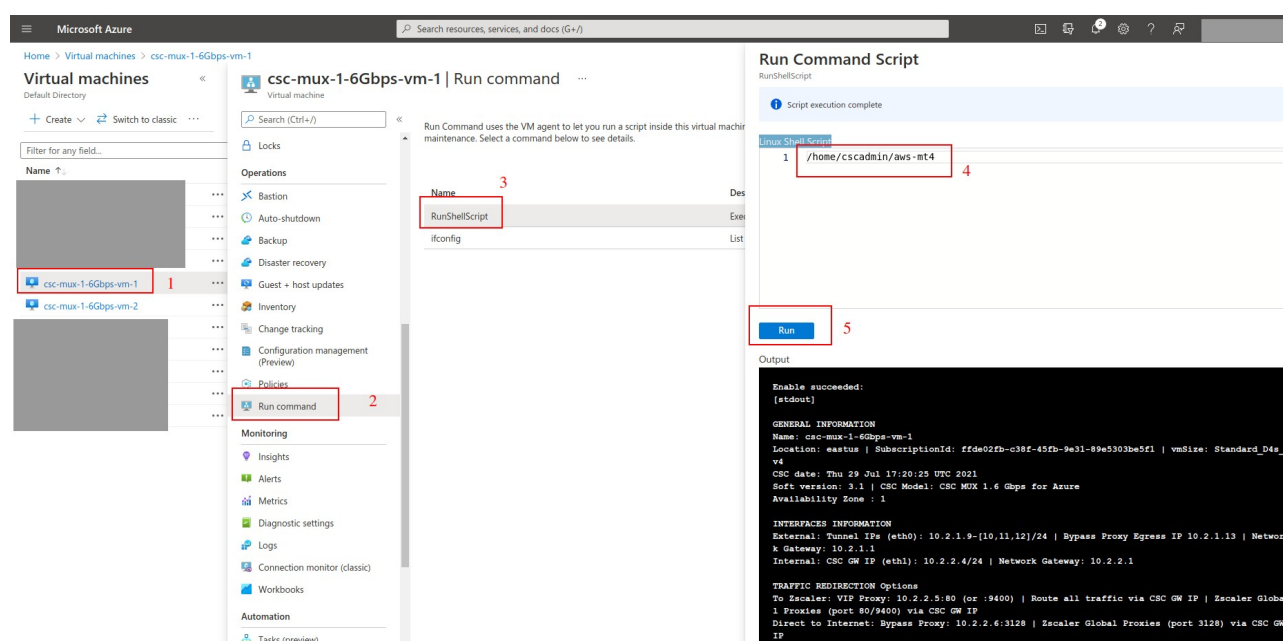 Microsoft Azure
Search resources, services, and docs (G+/)
2
Home > Virtual machines > csc-mux-1-6Gbps-vm-1
Virtual machines
Default Directory
Create
Switch to classic
Filter for any field...
Name
csc-mux-1-6Gbps-vm-1
1
csc-mux-1-6Gbps-vm-2
csc-mux-1-6Gbps-vm-1 | Run command
Virtual machine
Search (Ctrl+/)
Locks
Operations
Bastion
Auto-shutdown
Backup
Disaster recovery
Guest + host updates
Inventory
Change tracking
Configuration management
(Preview)
Policies
Run command
2
Monitoring
Insights
Alerts
Metrics
Diagnostic settings
Logs
Connection monitor (classic)
Workbooks
Automation
Tasks (preview)
Run Command uses the VM agent to let you run a script inside this virtual machin
maintenance. Select a command below to see details.
3
Name Des
RunShellScript Exec
ifconfig List
Run Command Script
RunShellScript
Script execution complete
Linux Shell Script
1 /home/cscadmin/aws-mt4
4
Run
5
Output
Enable succeeded:
[stdout]
GENERAL INFORMATION
Name: csc-mux-1-6Gbps-vm-1
Location: eastus | SubscriptionId: ffde02fb-c38f-45fb-9e31-89e5303be5f1 | vmSize: Standard_D4s_
v4
CSC date: Thu 29 Jul 17:20:25 UTC 2021
Soft version: 3.1 | CSC Model: CSC MUX 1.6 Gbps for Azure
Availability Zone : 1
INTERFACES INFORMATION
External: Tunnel IPs (eth0): 10.2.1.9-[10,11,12]/24 | Bypass Proxy Egress IP 10.2.1.13 | Networ
k Gateway: 10.2.1.1
Internal: CSC GW IP (eth1): 10.2.2.4/24 | Network Gateway: 10.2.2.1
TRAFFIC REDIRECTION Options
To Zscaler: VIP Proxy: 10.2.2.5:80 (or :9400) | Route all traffic via CSC GW IP | Zscaler Globa
l Proxies (port 80/9400) via CSC GW IP
Direct to Internet: Bypass Proxy: 10.2.2.6:3128 | Zscaler Global Proxies (port 3128) via CSC GW
IP